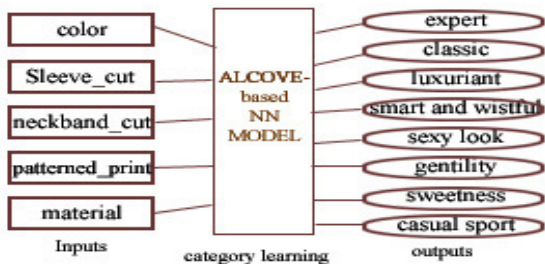 color
Sleeve_cut
neckband_cut
patterned_print
material
Inputs
ALCOVE-
based
NN
MODEL
category learning
expert
classic
luxuriant
smart and wistful
sexy look
gentility
sweetness
casual sport
outputs